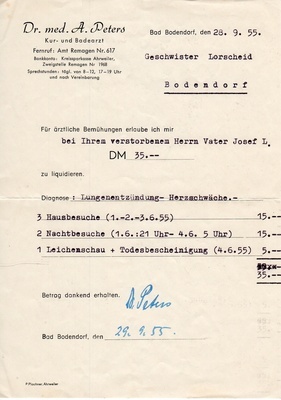 Dr. med. A. Peters
Kur- und Badearzt
Fernruf: Amt Remagen Nr. 617
Bankkonto: Kreissparkasse Ahrweiler,
Zweigstelle Remagen Nr 1968
Sprechstunden: tägl. von 8–12, 17–19 Uhr
und nach Vereinbarung
Bad Bodendorf, den 28. 9. 55.
Geschwister Lorscheid
Bodendorf
Für ärztliche Bemühungen erlaube ich mir
bei Ihrem verstorbenem Herrn Vater Josef L.
DM 35.--
zu liquidieren.
Diagnose : Lungenentzündung- Herzschwäche.-
3 Hausbesuche (1.-2.-3.6.55) 15.--
2 Nachtbesuche (1.6.:21 Uhr- 4.6. 5 Uhr) 15.--
1 Leichenschau + Todesbescheinigung (4.6.55) 5.--
35.--
Betrag dankend erhalten.
Dr. Peters
Bad Bodendorf, den 29. 9. 55.
P. Plachner, Ahrweiler